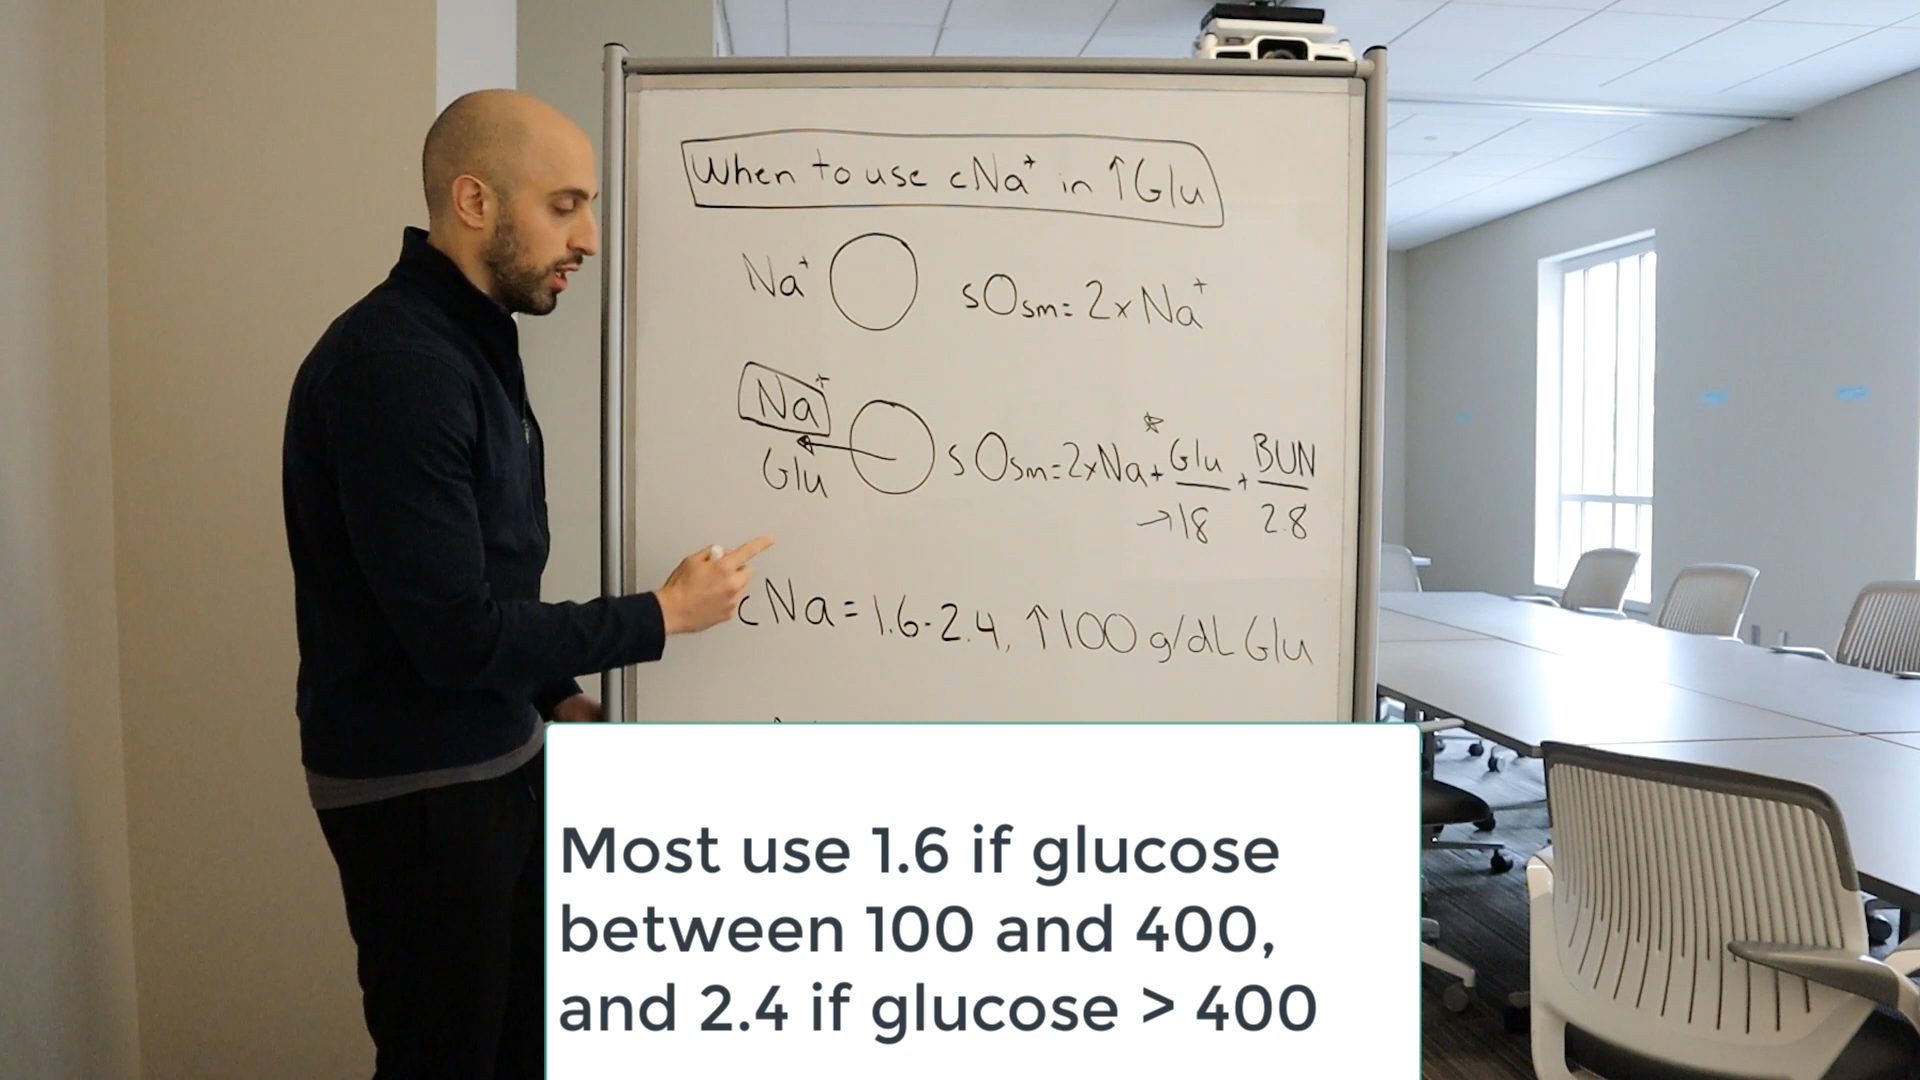 When to use cNa⁺ in ↑Glu
Na⁺ sOsm= 2xNa⁺
Na⁺
Glu
sOsm=2xNa + Glu/18 + BUN/2.8
* →
cNa= 1.6-2.4, ↑100 g/dL Glu
Most use 1.6 if glucose
between 100 and 400,
and 2.4 if glucose > 400